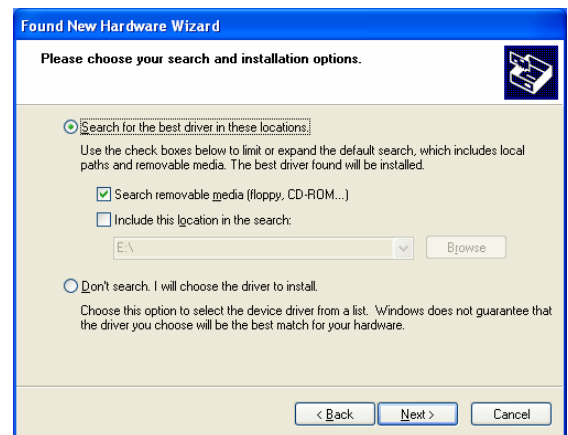 Found New Hardware Wizard
Please choose your search and installation options.
Search for the best driver in these locations.
Use the check boxes below to limit or expand the default search, which includes local
paths and removable media. The best driver found will be installed.
Search removable media (floppy, CD-ROM...)
Include this location in the search:
E:\
Browse
Don't search. I will choose the driver to install.
Choose this option to select the device driver from a list. Windows does not guarantee that
the driver you choose will be the best match for your hardware.
< Back Next > Cancel